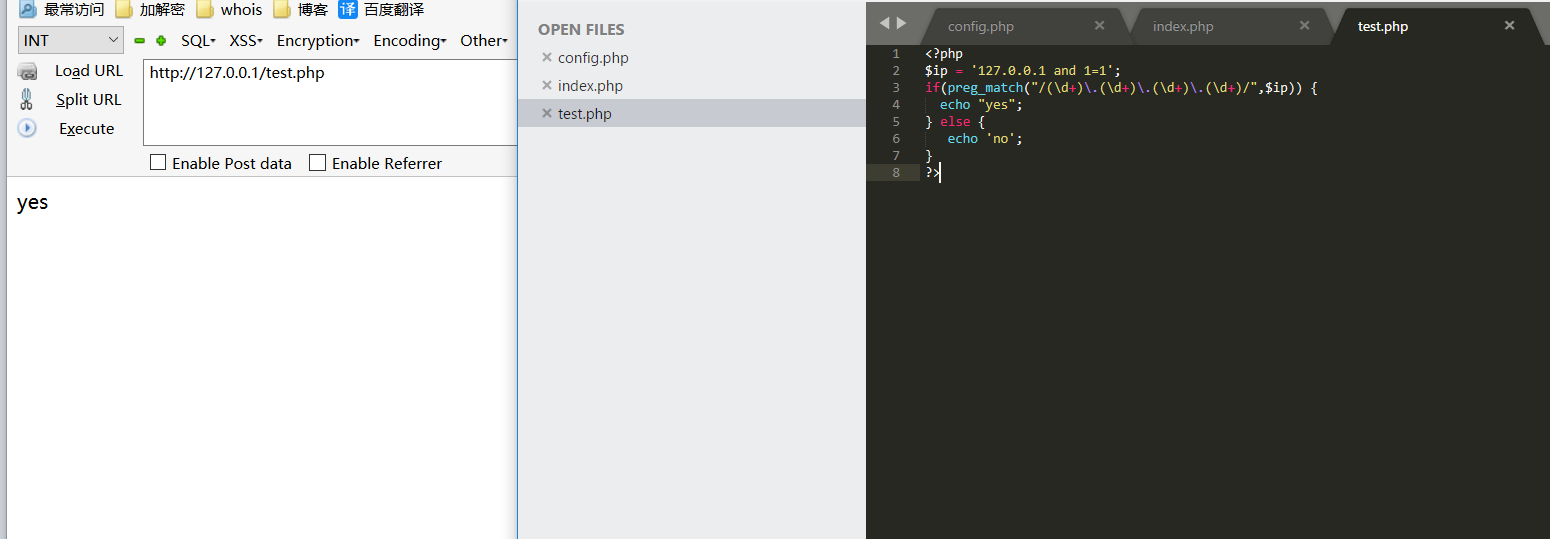 最常访问 加解密 whois 博客 译 百度翻译
INT SQL XSS Encryption Encoding Other
Load URL http://127.0.0.1/test.php
Split URL
Execute
Enable Post data Enable Referrer
yes
OPEN FILES
config.php
index.php
test.php
config.php index.php test.php
1 <?php
2 $ip = '127.0.0.1 and 1=1';
3 if(preg_match("/(\d+)\.(\d+)\.(\d+)\.(\d+)/",$ip)) {
4 echo "yes";
5 } else {
6 echo 'no';
7 }
8 ?>